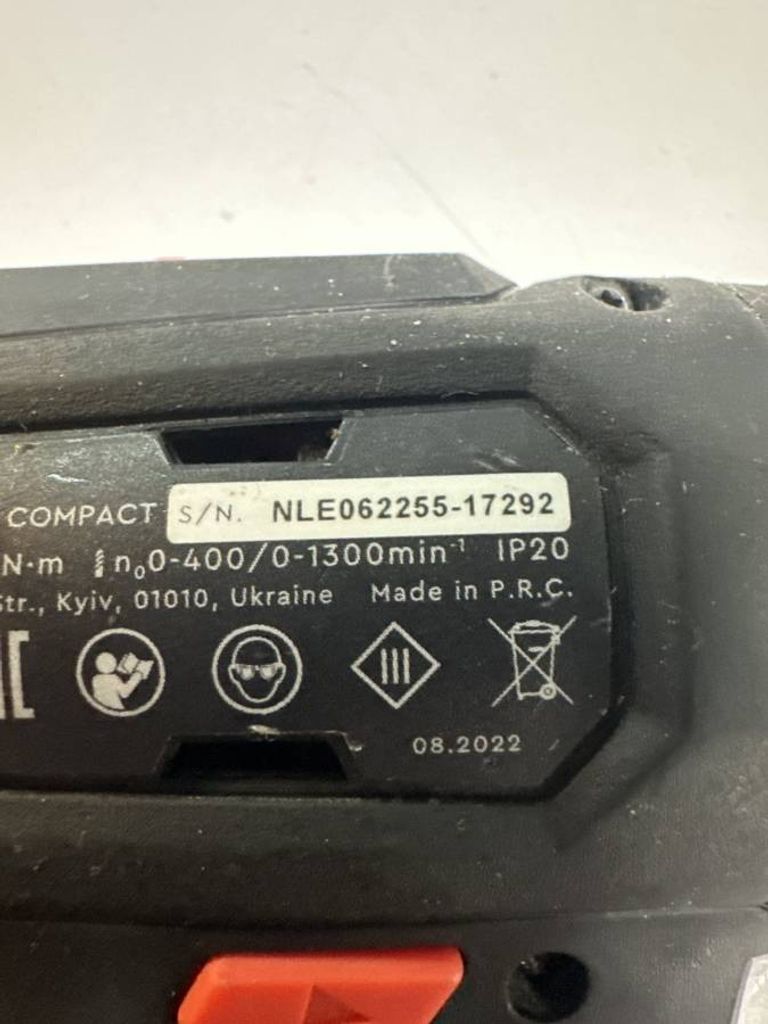 COMPACT S/N. NLE062255-17292
N·m n₀0-400/0-1300min⁻¹ IP20
Str., Kyiv, 01010, Ukraine Made in P.R.C.
08.2022